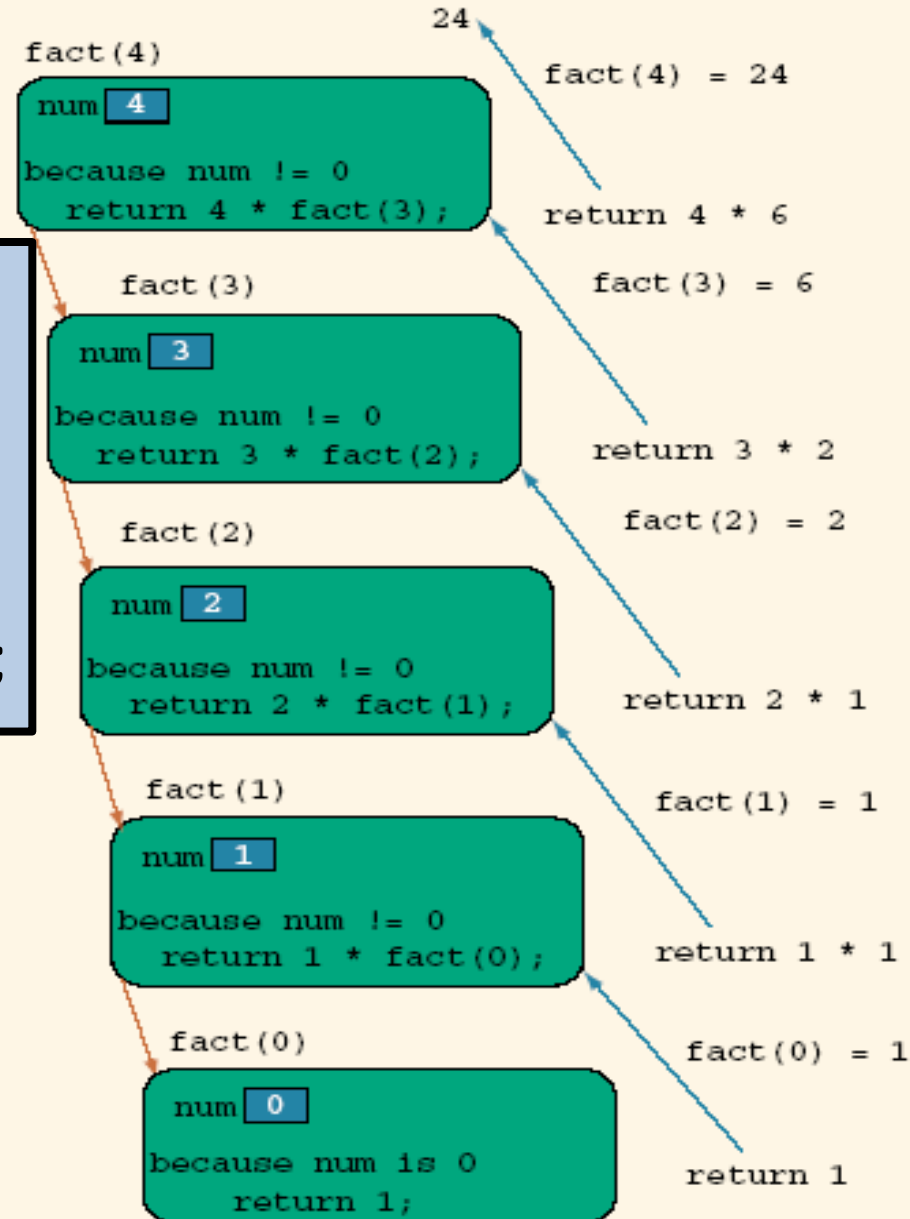 24
fact(4)
fact(4) = 24
num 4
because num != 0
return 4 * fact(3);
return 4 * 6
fact(3)
fact(3) = 6
num 3
because num != 0
return 3 * fact(2);
return 3 * 2
fact(2)
fact(2) = 2
num 2
because num != 0
return 2 * fact(1);
;
return 2 * 1
fact(1)
fact(1) = 1
num 1
because num != 0
return 1 * fact(0);
return 1 * 1
fact(0)
fact(0) = 1
num 0
because num is 0
return 1;
return 1